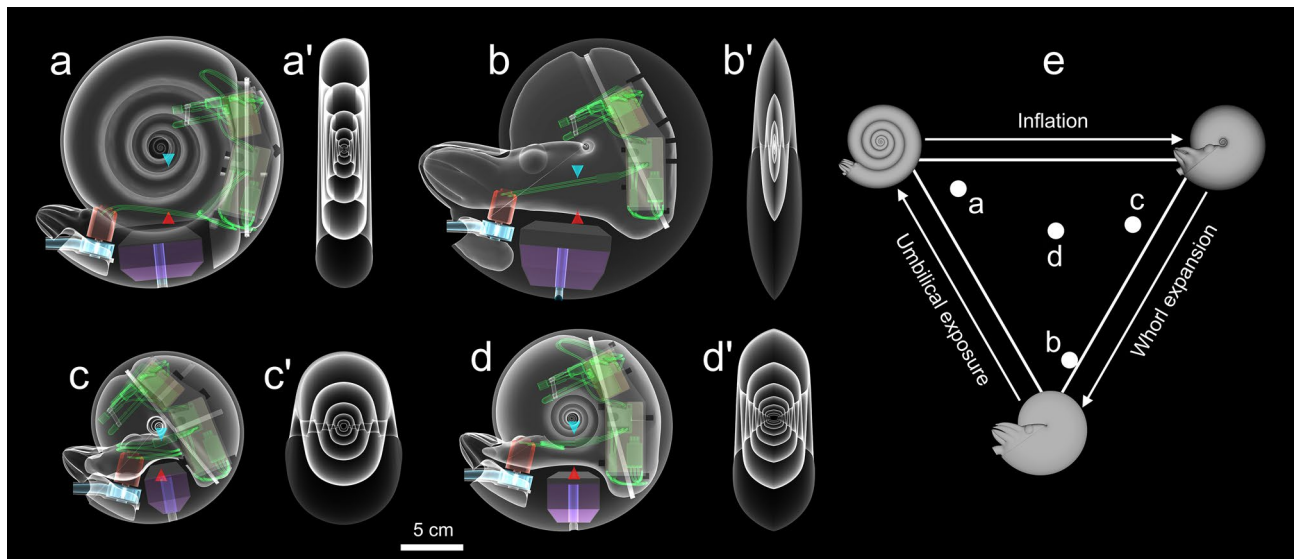 a
a'
b
b'
e
Inflation
a
c
d
Umbilical exposure
Whorl expansion
b
c
c'
d
d'
5 cm